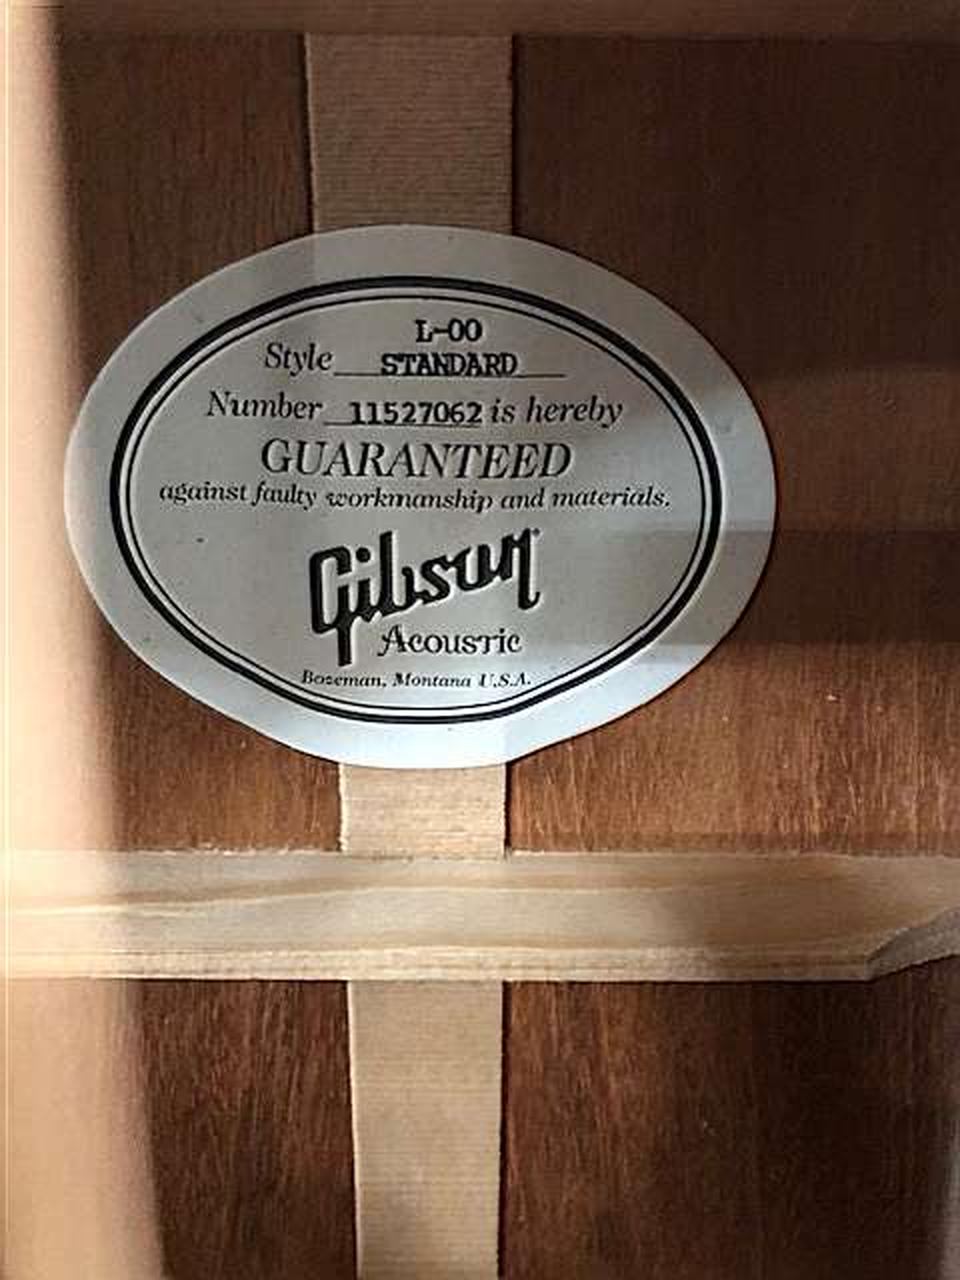 L-00
Style STANDARD
Number 11527062 is hereby
GUARANTEED
against faulty workmanship and materials.
Gibson
Acoustic
Bozeman, Montana U.S.A.